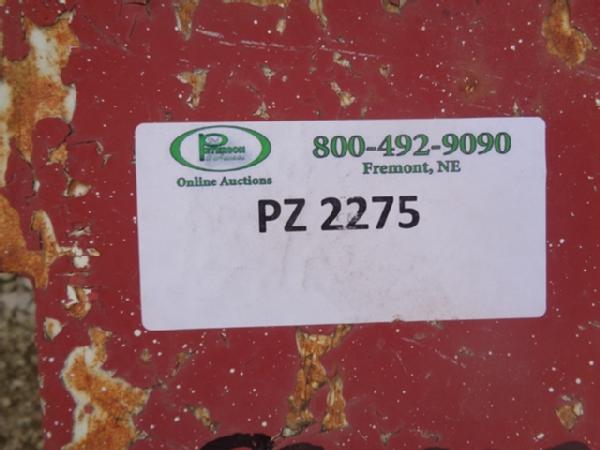 800-492-9090
Online Auctions
Fremont, NE
PZ 2275